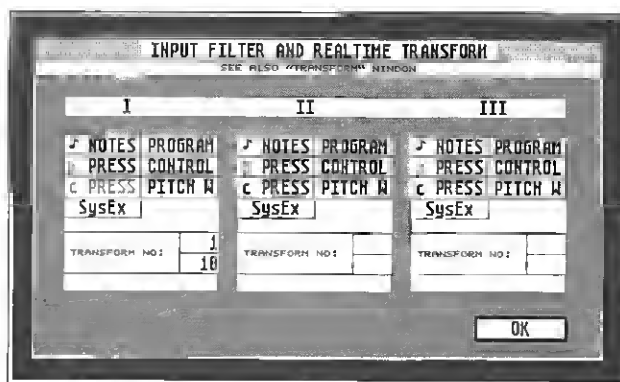 INPUT FILTER AND REALTIME TRANSFORM
SEE ALSO "TRANSFORM" WINDOW
I II III
♪ NOTES PROGRAM ♪ NOTES PROGRAM ♪ NOTES PROGRAM
PRESS CONTROL PRESS CONTROL PRESS CONTROL
C PRESS PITCH W C PRESS PITCH W C PRESS PITCH W
SysEx SysEx SysEx
TRANSFORM NO: 1 TRANSFORM NO: TRANSFORM NO:
10
OK